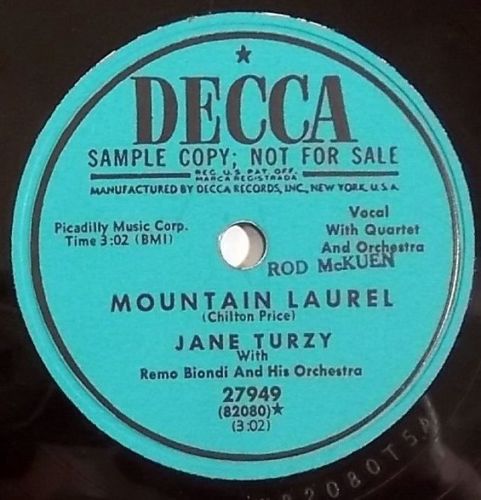 ★
DECCA
SAMPLE COPY; NOT FOR SALE
REG. U.S. PAT. OFF.
MARCA REGISTRADA
MANUFACTURED BY DECCA RECORDS, INC., NEW YORK, U.S.A.
Picadilly Music Corp.
Time 3:02 (BMI)
Vocal
With Quartet
And Orchestra
ROD McKUEN
MOUNTAIN LAUREL
(Chilton Price)
JANE TURZY
With
Remo Biondi And His Orchestra
27949
(82080)★
(3:02)